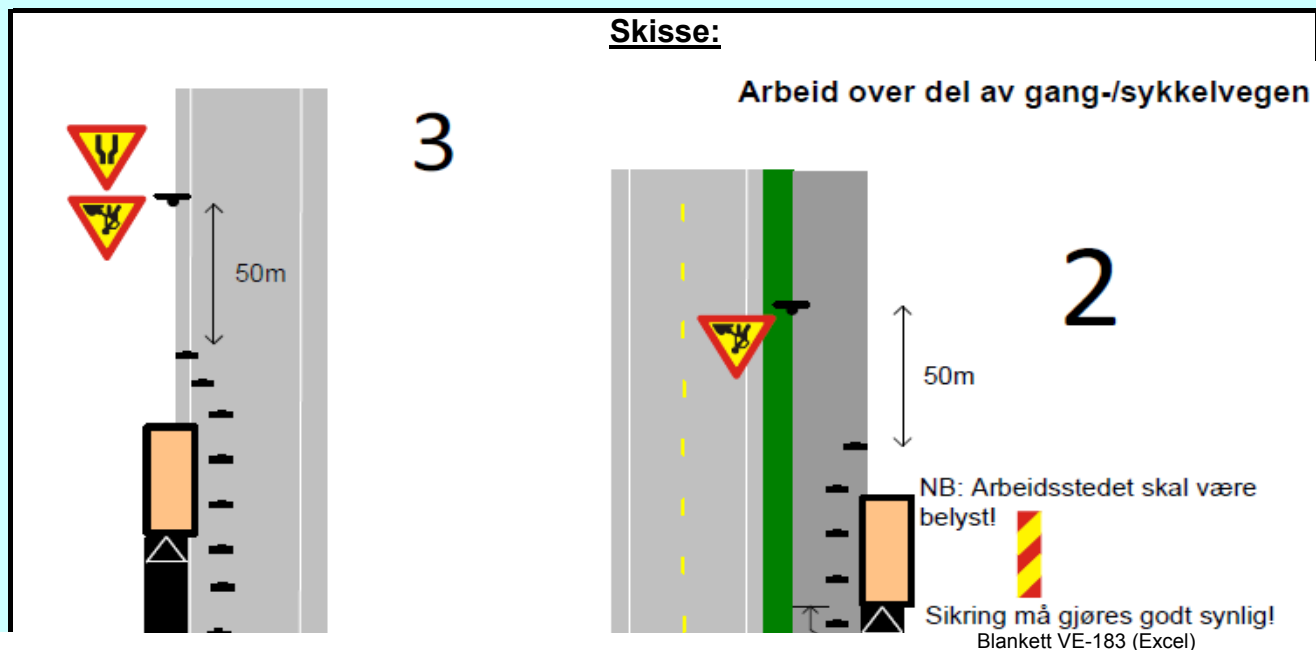 Skisse:
Arbeid over del av gang-/sykkelvegen
3
2
50m
50m
NB: Arbeidsstedet skal være
belyst!
Sikring må gjøres godt synlig!
Blankett VE-183 (Excel)